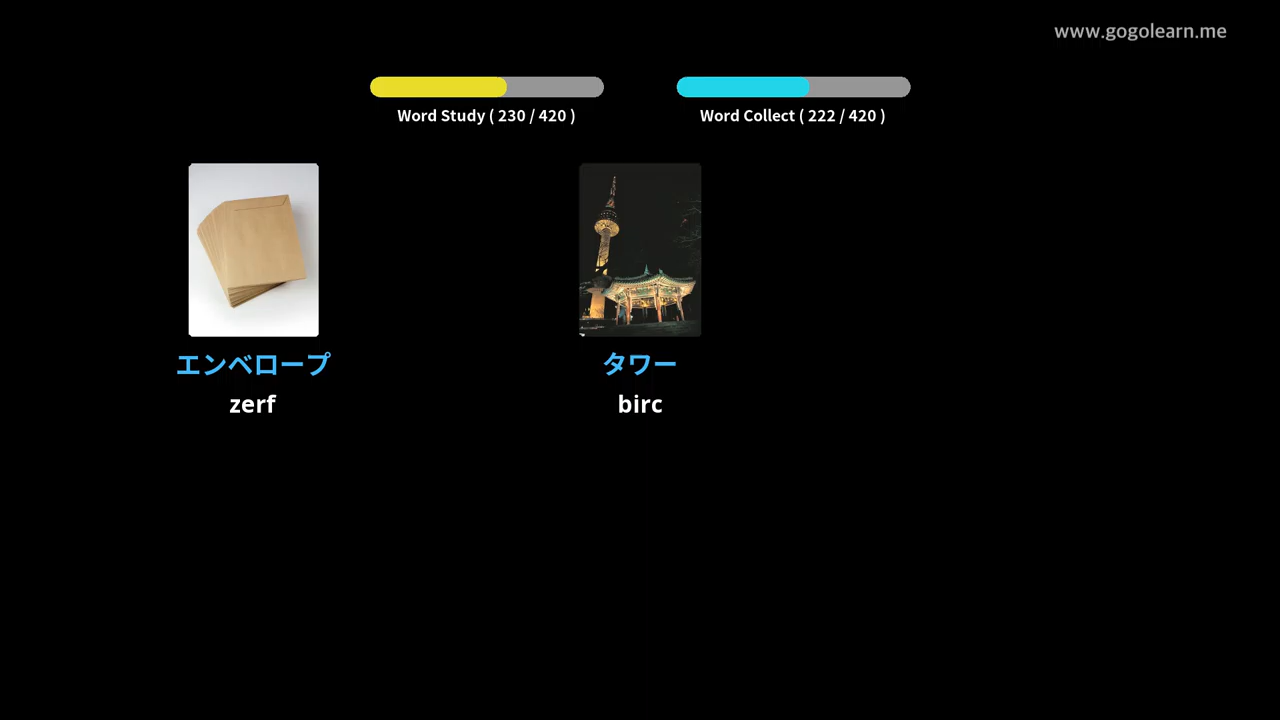 www.gogolearn.me
Word Study ( 230 / 420 )
Word Collect ( 222 / 420 )
エンベロープ
タワー
zerf
birc